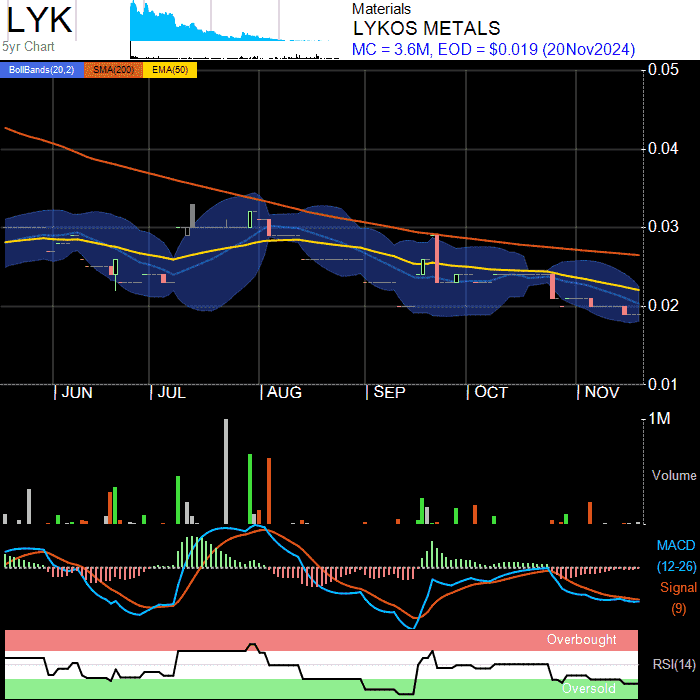 LYK
5yr Chart
Materials
LYKOS METALS
MC = 3.6M, EOD = $0.019 (20Nov2024)
BollBands(20,2) SMA(200) EMA(50)
0.05
0.04
0.03
0.02
0.01
JUN JUL AUG SEP OCT NOV
1M
Volume
MACD
(12-26)
Signal
(9)
Overbought
RSI(14)
Oversold